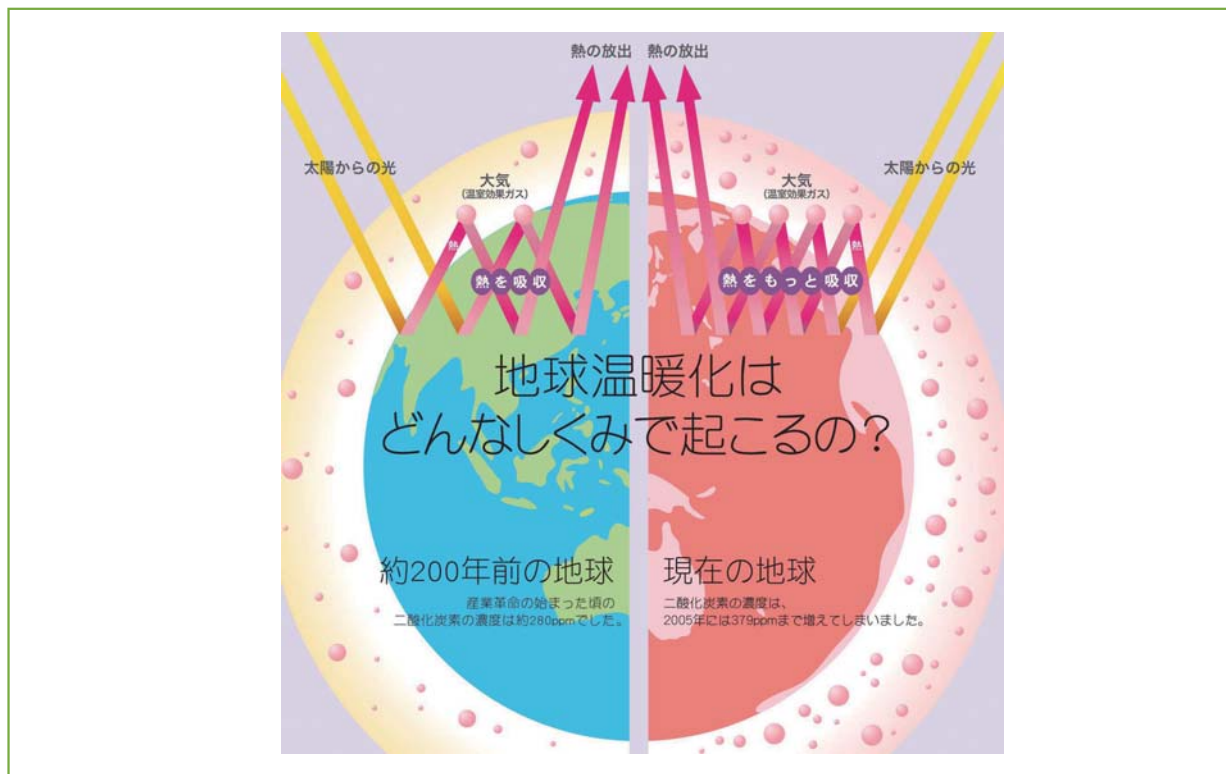 熱の放出
熱の放出
太陽からの光
大気
(温室効果ガス)
熱
熱を吸収
太陽からの光
大気
(温室効果ガス)
熱
熱をもっと吸収
地球温暖化は
どんなしくみで起こるの?
約200年前の地球
産業革命の始まった頃の
二酸化炭素の濃度は約280ppmでした。
現在の地球
二酸化炭素の濃度は、
2005年には379ppmまで増えてしまいました。